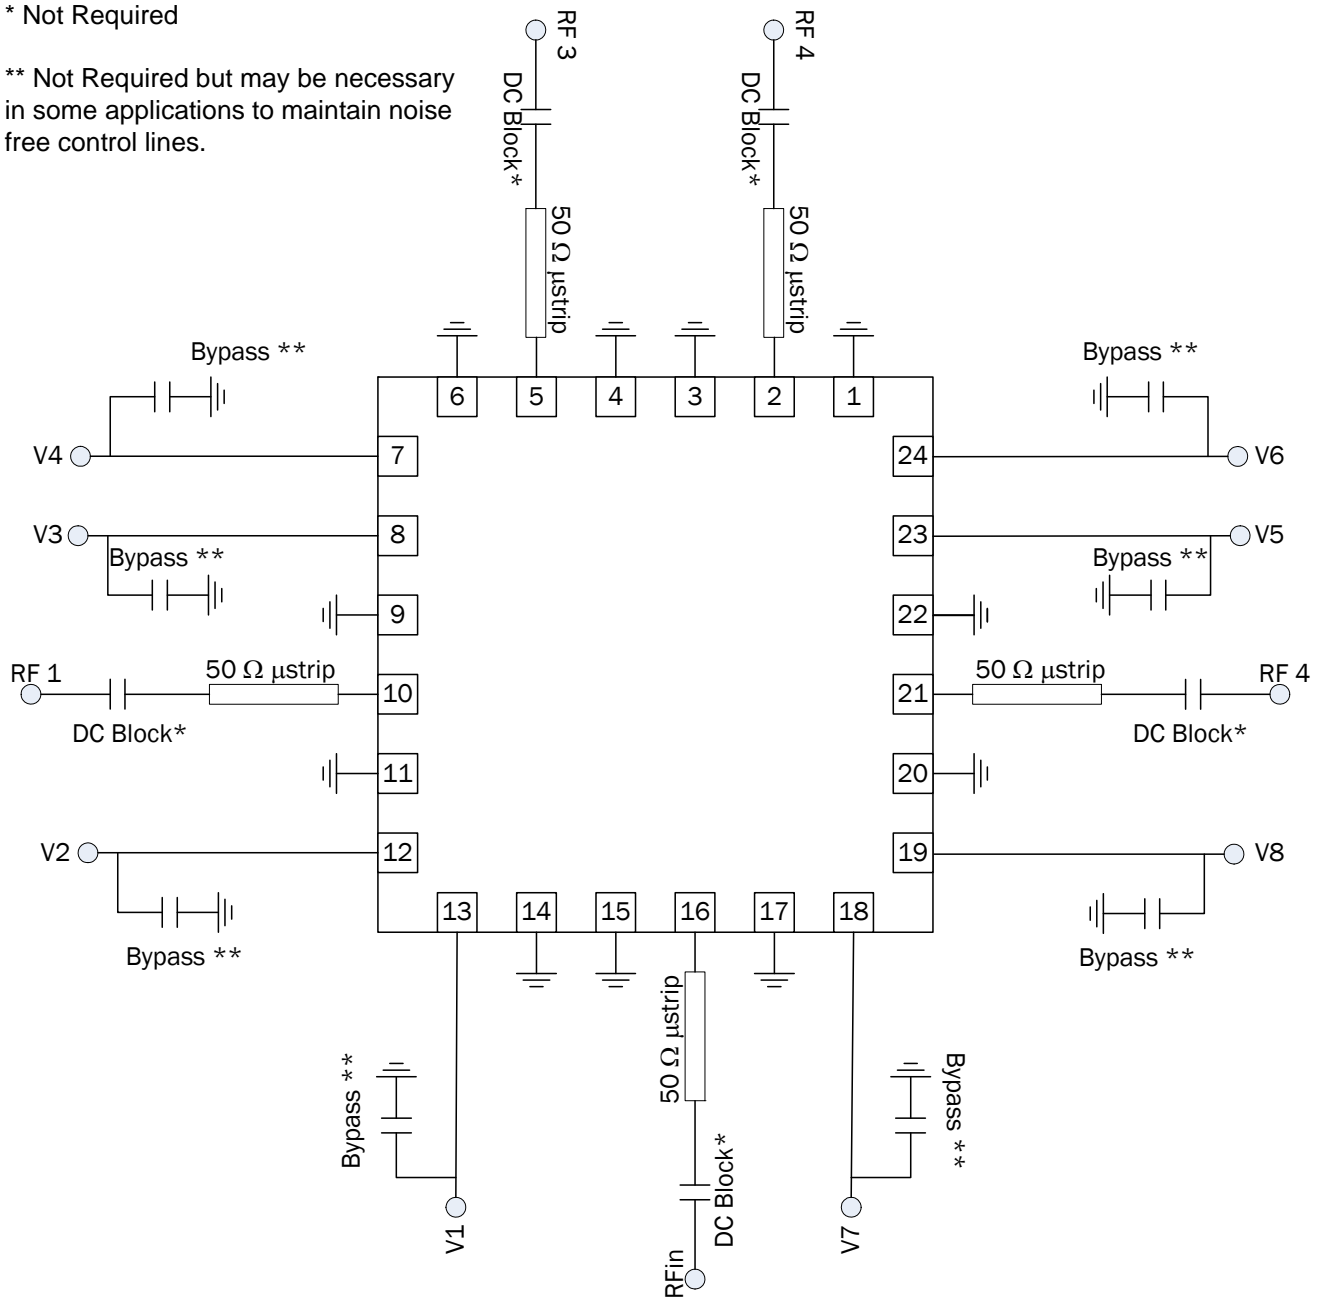 * Not Required
** Not Required but may be necessary
in some applications to maintain noise
free control lines.
RF 3
DC Block*
50 Ω μstrip
RF 4
DC Block*
50 Ω μstrip
Bypass **
Bypass **
6
5
4
3
2
1
V4
7
24
V6
V3
8
23
V5
Bypass **
Bypass **
9
22
RF 1
50 Ω μstrip
10
21
50 Ω μstrip
RF 4
DC Block*
DC Block*
11
20
V2
12
19
V8
13
14
15
16
17
18
Bypass **
Bypass **
50 Ω μstrip
Bypass **
Bypass **
DC Block*
V1
V7
RFin